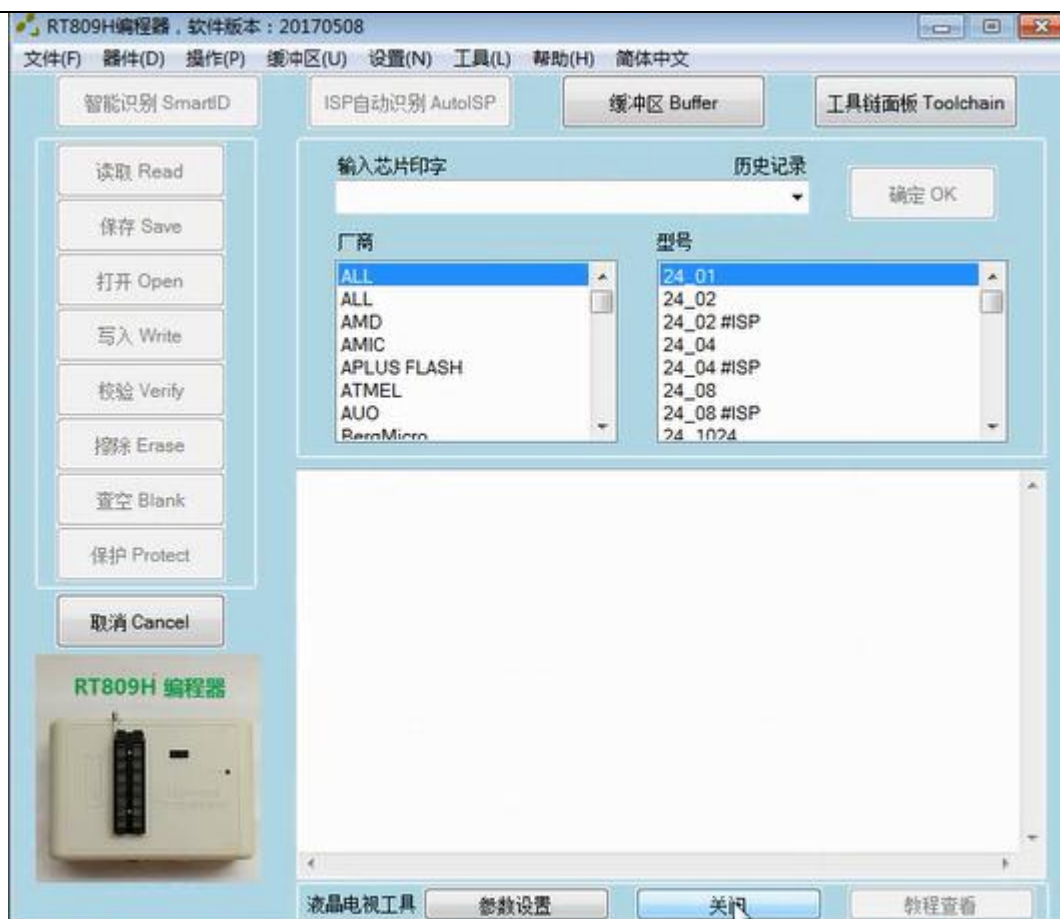 RT809H编程器，软件版本：20170508
文件(F) 器件(D) 操作(P) 缓冲区(U) 设置(N) 工具(L) 帮助(H) 简体中文
智能识别 SmartID ISP自动识别 AutoISP 缓冲区 Buffer 工具链面板 Toolchain
读取 Read
保存 Save
打开 Open
写入 Write
校验 Verify
擦除 Erase
查空 Blank
保护 Protect
取消 Cancel
输入芯片印字 历史记录
确定 OK
厂商
ALL
ALL
AMD
AMIC
APLUS FLASH
ATMEL
AUO
BergMicro
型号
24_01
24_02
24_02 #ISP
24_04
24_04 #ISP
24_08
24_08 #ISP
24_1024
RT809H 编程器
液晶电视工具 参数设置 关闭 教程查看